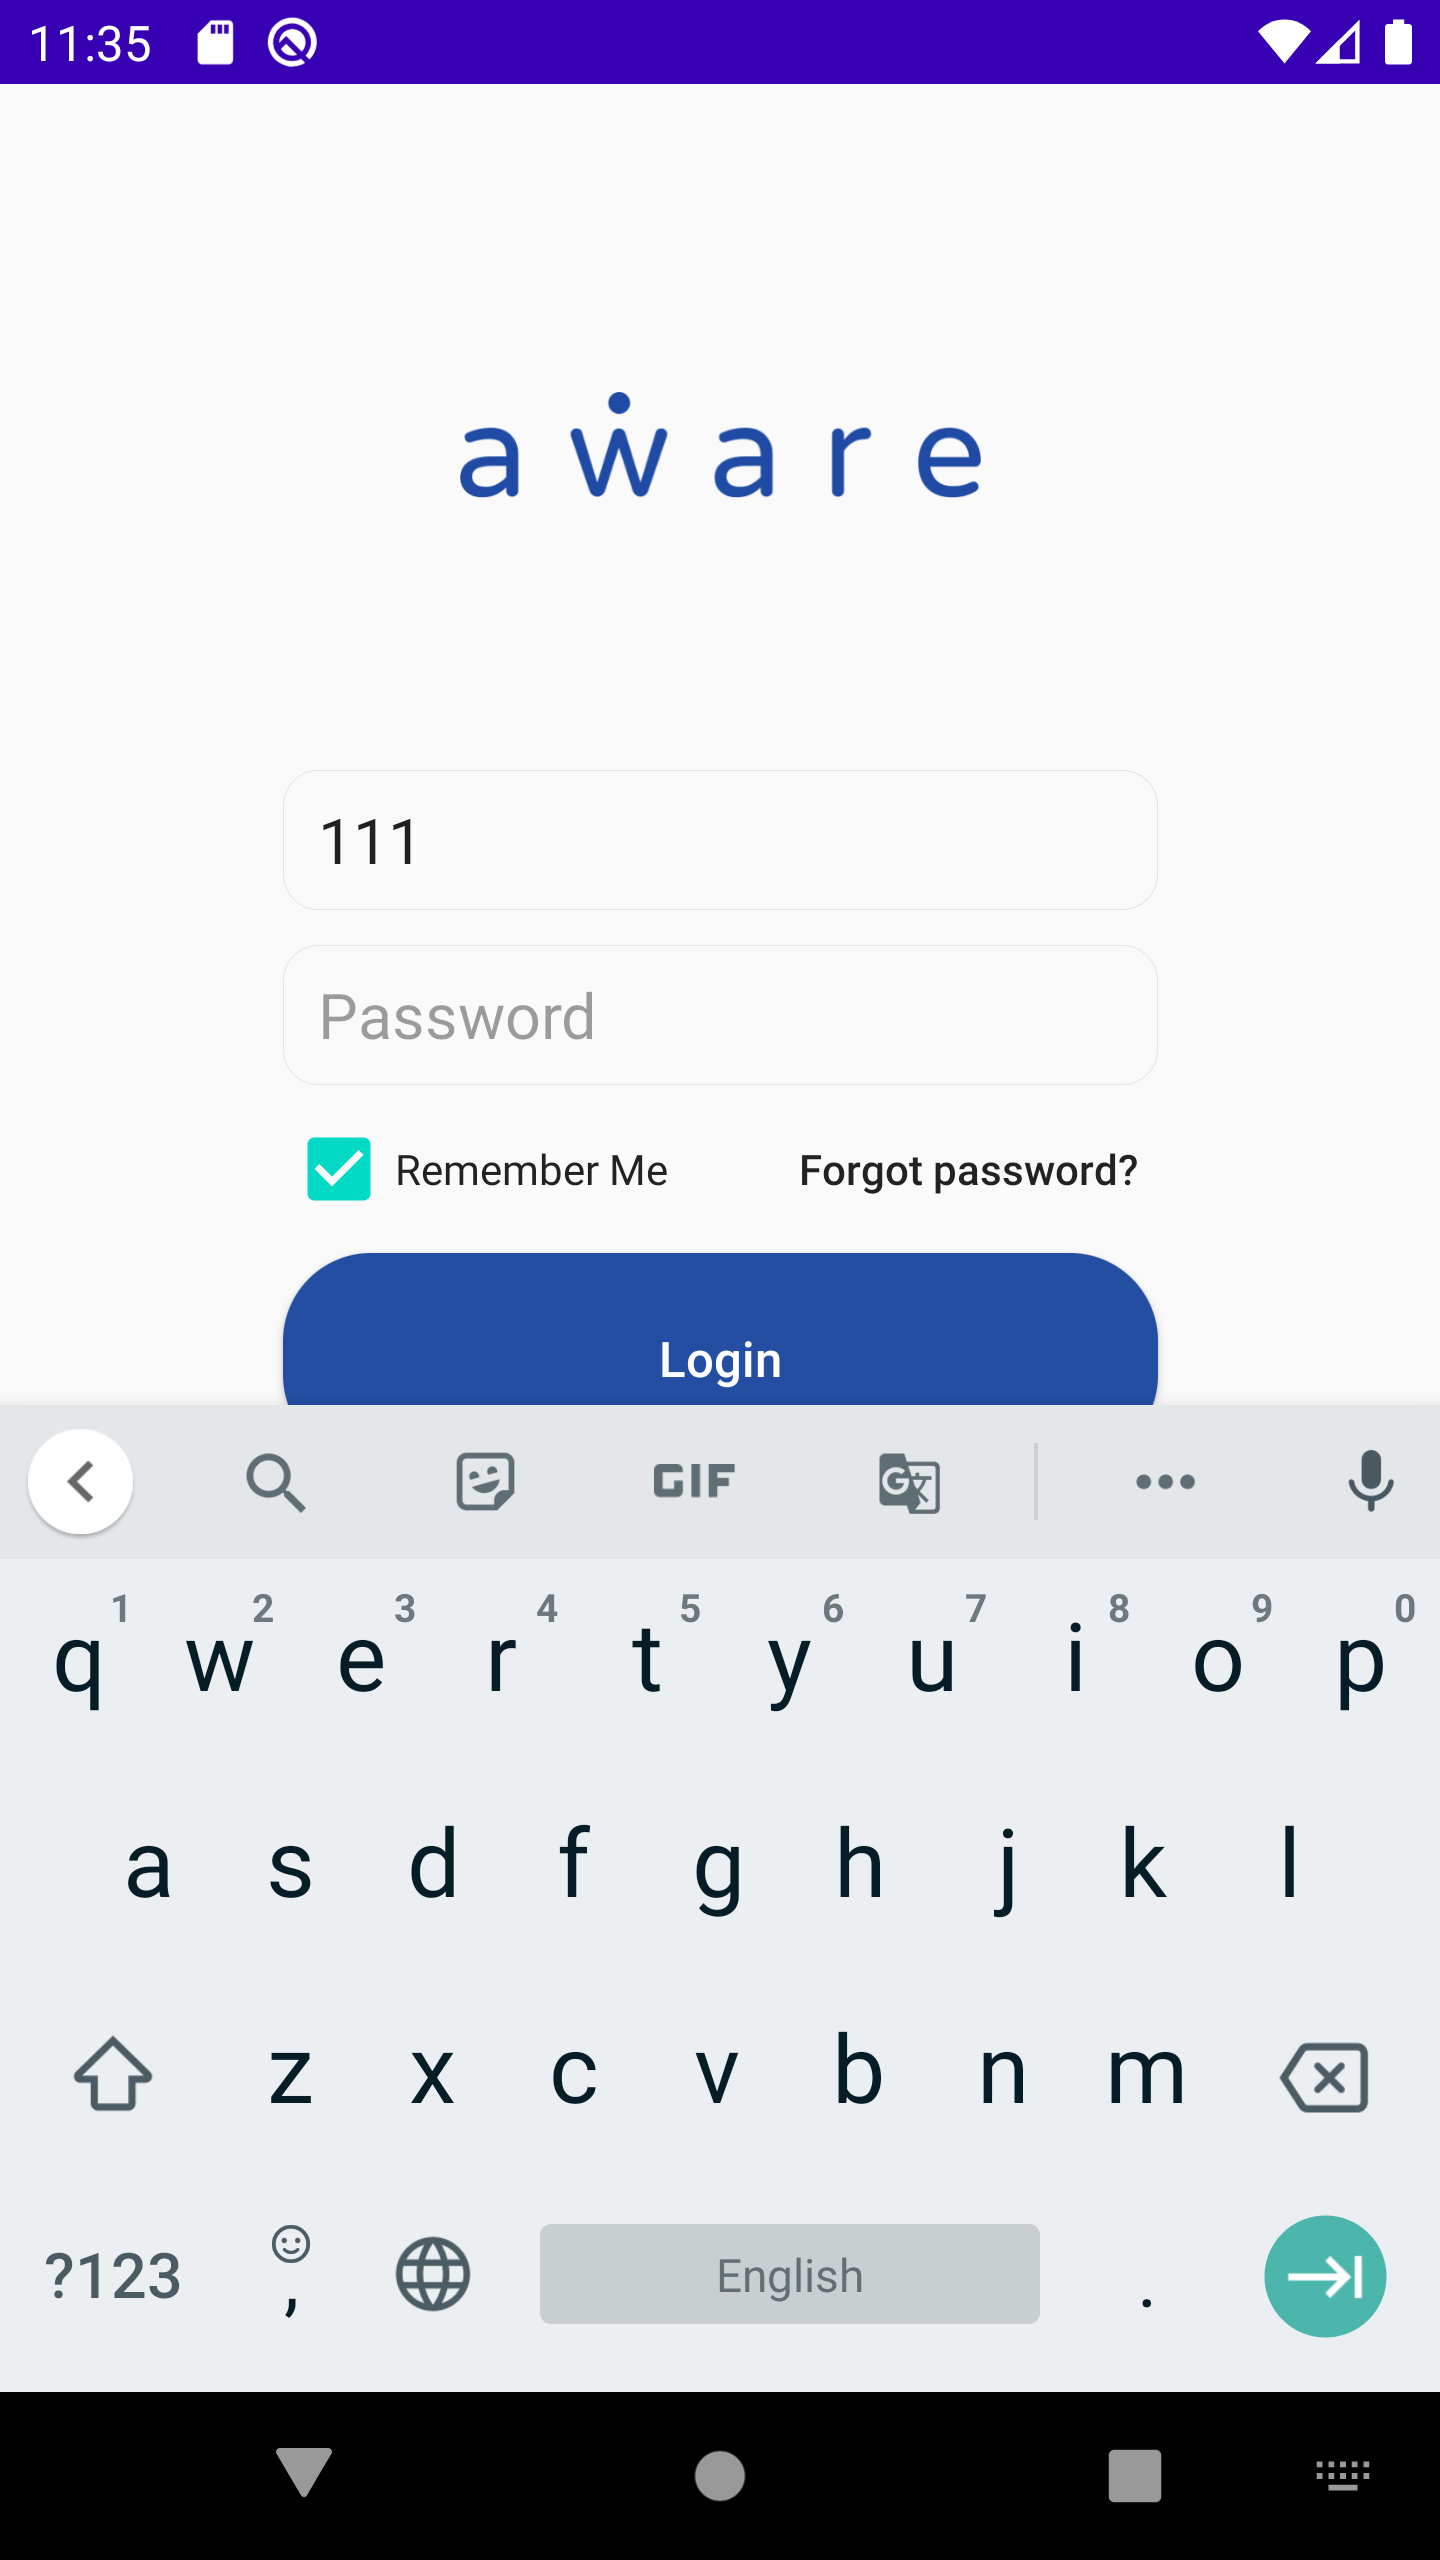 11:35
aware
111
Password
Remember Me Forgot password?
Login
GIF
1 2 3 4 5 6 7 8 9 0
q w e r t y u i o p
a s d f g h j k l
z x c v b n m
?123 , English .